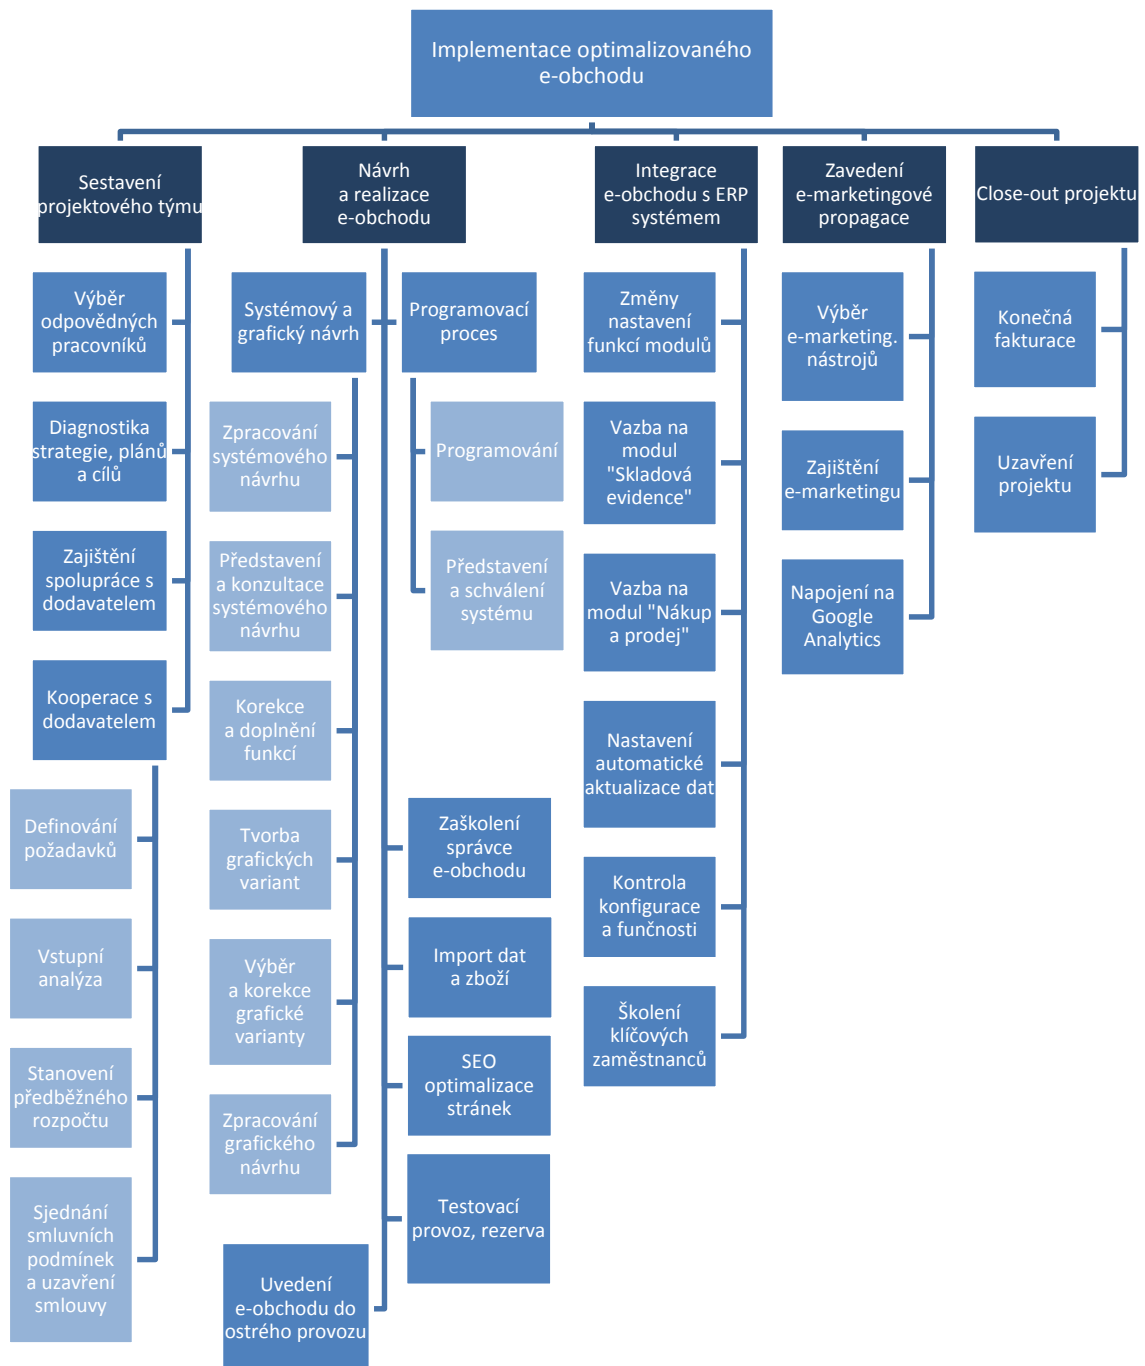 Implementace optimalizovaného
e-obchodu
Sestavení
projektového týmu
Výběr
odpovědných
pracovníků
Diagnostika
strategie, plánů
a cílů
Zajištění
spolupráce s
dodavatelem
Kooperace s
dodavatelem
Definování
požadavků
Vstupní
analýza
Stanovení
předběžného
rozpočtu
Sjednání
smluvních
podmínek
a uzavření
smlouvy
Návrh
a realizace
e-obchodu
Systémový a
grafický návrh
Zpracování
systémového
návrhu
Představení
a konzultace
systémového
návrhu
Korekce
a doplnění
funkcí
Tvorba
grafických
variant
Výběr
a korekce
grafické
varianty
Zpracování
grafického
návrhu
Programovací
proces
Programování
Představení
a schválení
systému
Zaškolení
správce
e-obchodu
Import dat
a zboží
SEO
optimalizace
stránek
Testovací
provoz, rezerva
Uvedení
e-obchodu do
ostrého provozu
Integrace
e-obchodu s ERP
systémem
Změny
nastavení
funkcí modulů
Vazba na
modul
"Skladová
evidence"
Vazba na
modul "Nákup
a prodej"
Nastavení
automatické
aktualizace dat
Kontrola
konfigurace
a funčnosti
Školení
klíčových
zaměstnanců
Zavedení
e-marketingové
propagace
Výběr
e-marketing.
nástrojů
Zajištění
e-marketingu
Napojení na
Google
Analytics
Close-out projektu
Konečná
fakturace
Uzavření
projektu